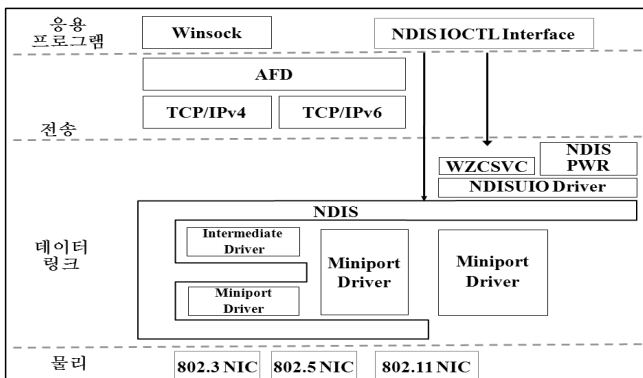 응용
프로그램
Winsock
NDIS IOCTL Interface
AFD
TCP/IPv4
TCP/IPv6
전송
WZCSVC
NDIS
PWR
NDISUIO Driver
NDIS
Intermediate
Driver
Miniport
Driver
Miniport
Driver
Miniport
Driver
데이터
링크
물리
802.3 NIC
802.5 NIC
802.11 NIC